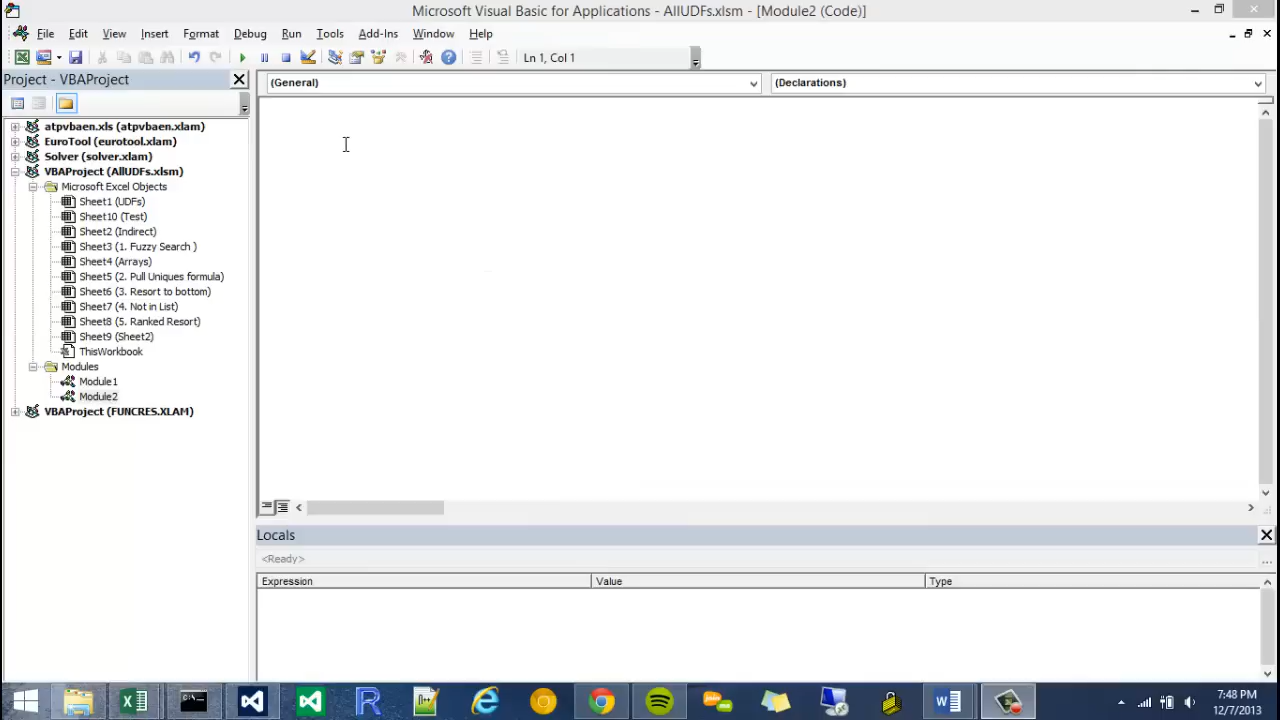 Microsoft Visual Basic for Applications - AllUDFs.xlsm - [Module2 (Code)]
File Edit View Insert Format Debug Run Tools Add-Ins Window Help
Ln 1, Col 1
Project - VBAProject
(General)
(Declarations)
atpvbaen.xls (atpvbaen.xlam)
EuroTool (eurotool.xlam)
Solver (solver.xlam)
VBAProject (AllUDFs.xlsm)
Microsoft Excel Objects
Sheet1 (UDFs)
Sheet10 (Test)
Sheet2 (Indirect)
Sheet3 (1. Fuzzy Search )
Sheet4 (Arrays)
Sheet5 (2. Pull Uniques formula)
Sheet6 (3. Resort to bottom)
Sheet7 (4. Not in List)
Sheet8 (5. Ranked Resort)
Sheet9 (Sheet2)
ThisWorkbook
Modules
Module1
Module2
VBAProject (FUNCRES.XLAM)
Locals
<Ready>
Expression Value Type
7:48 PM
12/7/2013